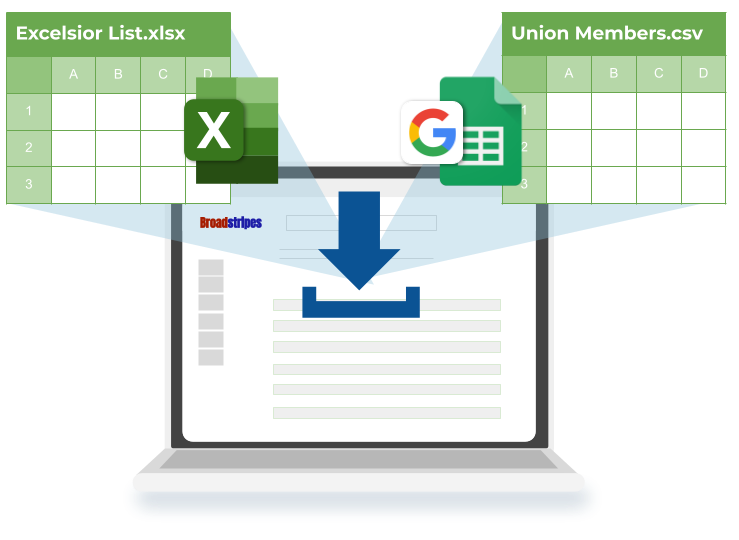 Excelsior List.xlsx
A B C D
1
2
3
X
Union Members.csv
A B C D
1
2
3
G
Broadstripes